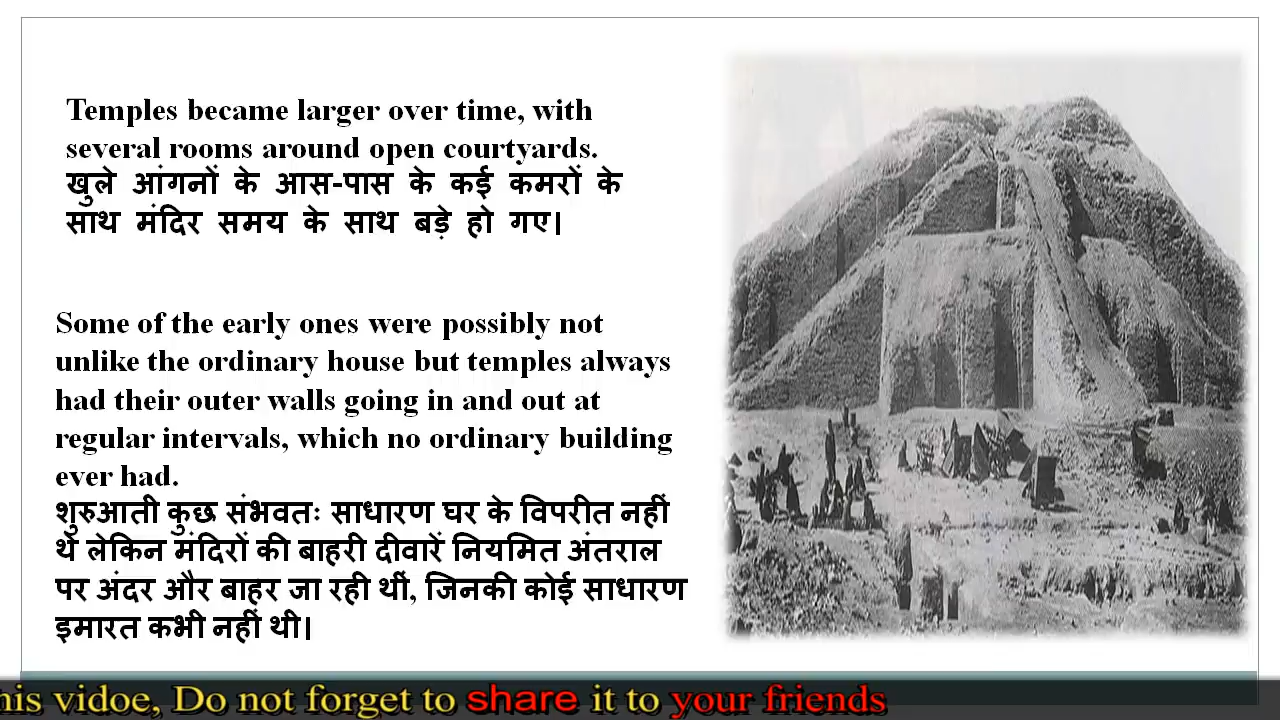 Temples became larger over time, with
several rooms around open courtyards.
खुले आंगनों के आस-पास के कई कमरों के
साथ मंदिर समय के साथ बड़े हो गए।
Some of the early ones were possibly not
unlike the ordinary house but temples always
had their outer walls going in and out at
regular intervals, which no ordinary building
ever had.
शुरुआती कुछ संभवतः साधारण घर के विपरीत नहीं
थे लेकिन मंदिरों की बाहरी दीवारें नियमित अंतराल
पर अंदर और बाहर जा रही थीं, जिनकी कोई साधारण
इमारत कभी नहीं थी।
his vidoe, Do not forget to share it to your friends